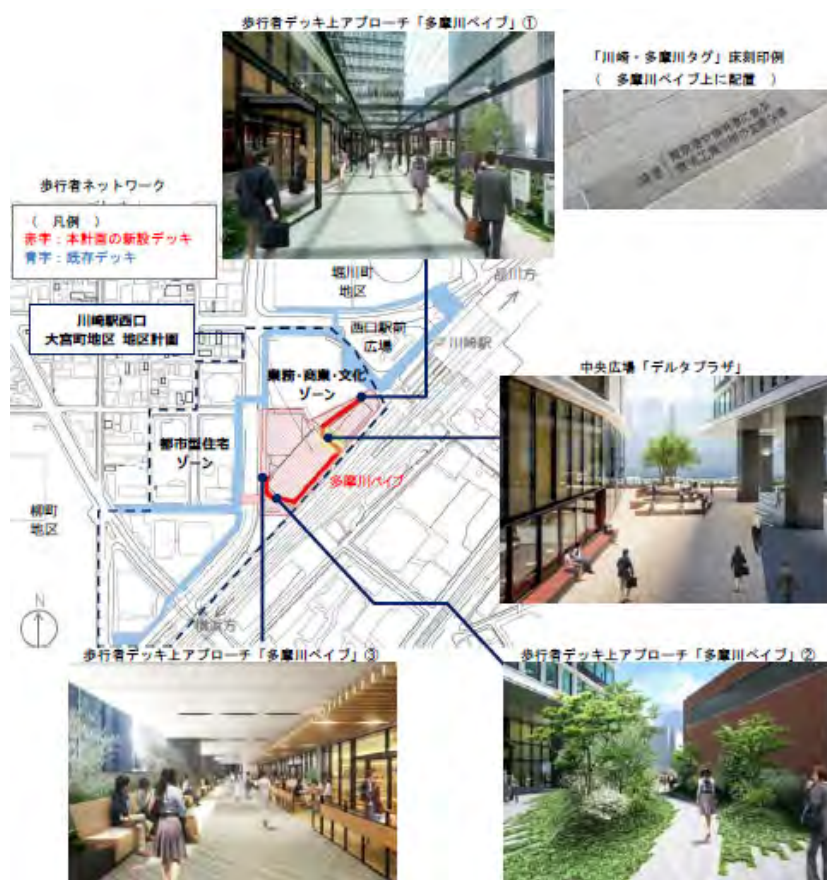 歩行者デッキ上アプローチ「多摩川ペイブ」①
「川崎・多摩川タグ」床刻印例
（ 多摩川ペイブ上に配置 ）
歩行者ネットワーク
（ 凡例 ）
赤字：本計画の新設デッキ
青字：既存デッキ
堀川町
地区
品川方
川崎駅西口
大宮町地区 地区計画
西口駅前
広場
川崎駅
業務・商業・文化
ゾーン
中央広場「デルタプラザ」
都市型住宅
ゾーン
多摩川ペイブ
柳町
地区
N
横浜方
歩行者デッキ上アプローチ「多摩川ペイブ」③
歩行者デッキ上アプローチ「多摩川ペイブ」②